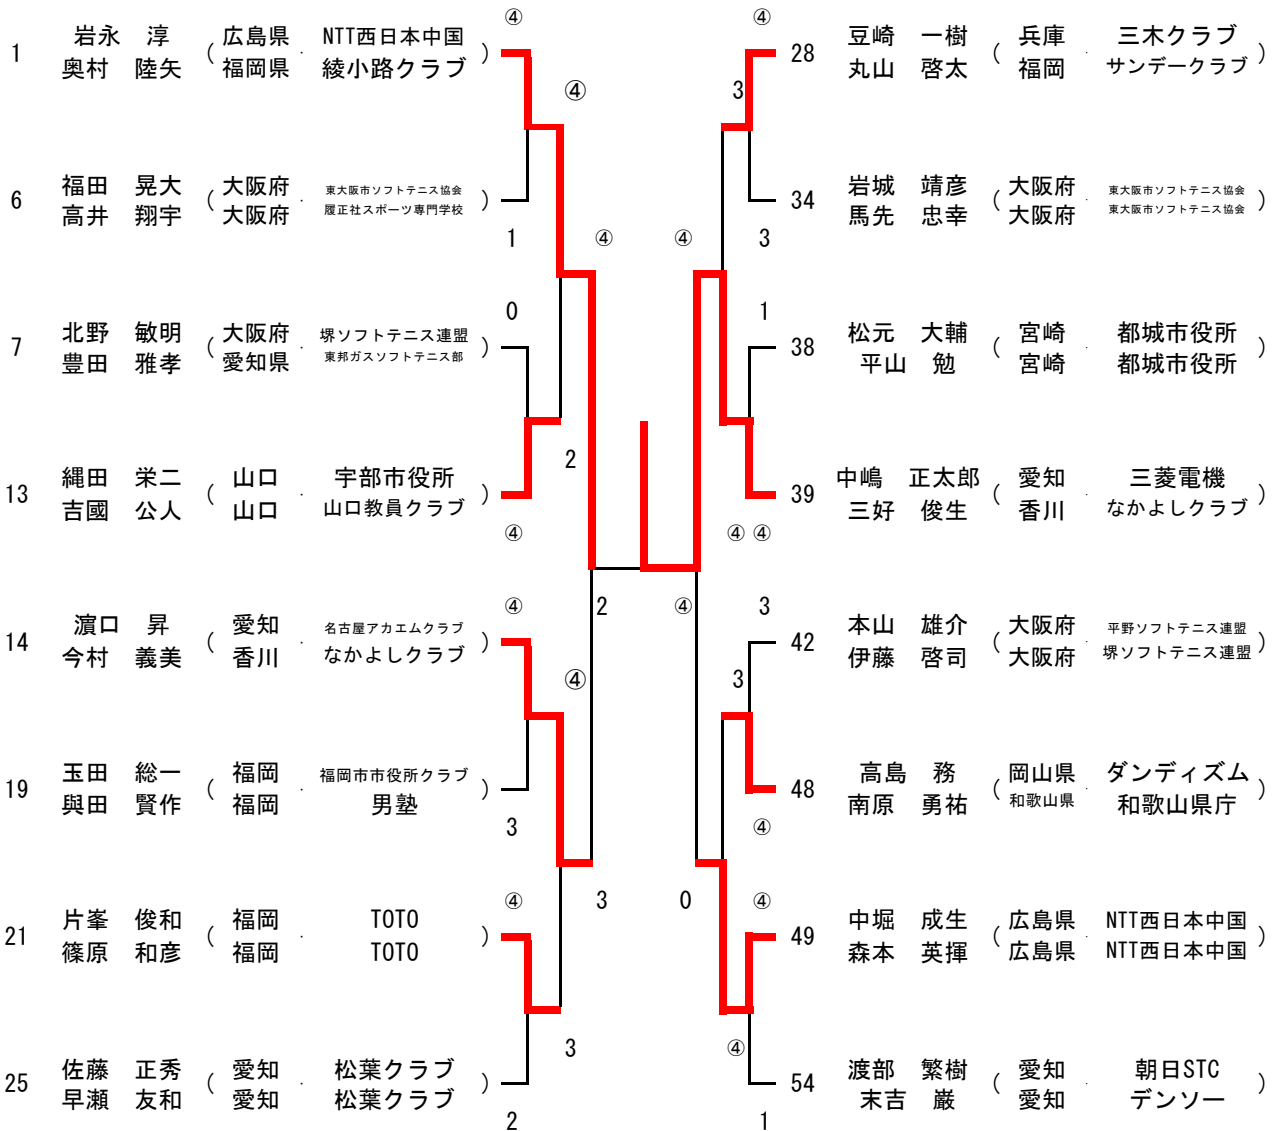 ④
1 岩永 淳 ( 広島県 · NTT西日本中国 )
奥村 陸矢 福岡県 綾小路クラブ
④
6 福田 晃大 ( 大阪府 · 東大阪市ソフトテニス協会 )
高井 翔宇 大阪府 履正社スポーツ専門学校
1
④
0
7 北野 敏明 ( 大阪府 · 堺ソフトテニス連盟 )
豊田 雅孝 愛知県 東邦ガスソフトテニス部
2
13 縄田 栄二 ( 山口 · 宇部市役所 )
吉國 公人 山口 山口教員クラブ
④
2
④
14 濵口 昇 ( 愛知 · 名古屋アカエムクラブ )
今村 義美 香川 なかよしクラブ
④
19 玉田 総一 ( 福岡 · 福岡市市役所クラブ )
與田 賢作 福岡 男塾
3
3
④
21 片峯 俊和 ( 福岡 · TOTO )
篠原 和彦 福岡 TOTO
3
25 佐藤 正秀 ( 愛知 · 松葉クラブ )
早瀬 友和 愛知 松葉クラブ
2
④
28 豆崎 一樹 ( 兵庫 · 三木クラブ )
丸山 啓太 福岡 サンデークラブ
3
34 岩城 靖彦 ( 大阪府 · 東大阪市ソフトテニス協会 )
馬先 忠幸 大阪府 東大阪市ソフトテニス協会
④
3
1
38 松元 大輔 ( 宮崎 · 都城市役所 )
平山 勉 宮崎 都城市役所
39 中嶋 正太郎 ( 愛知 · 三菱電機 )
三好 俊生 香川 なかよしクラブ
④ ④
④
3
42 本山 雄介 ( 大阪府 · 平野ソフトテニス連盟 )
伊藤 啓司 大阪府 堺ソフトテニス連盟
3
48 高島 務 ( 岡山県 · ダンディズム )
南原 勇祐 和歌山県 和歌山県庁
④
0
④
49 中堀 成生 ( 広島県 · NTT西日本中国 )
森本 英揮 広島県 NTT西日本中国
④
54 渡部 繁樹 ( 愛知 · 朝日STC )
末吉 巌 愛知 デンソー
1